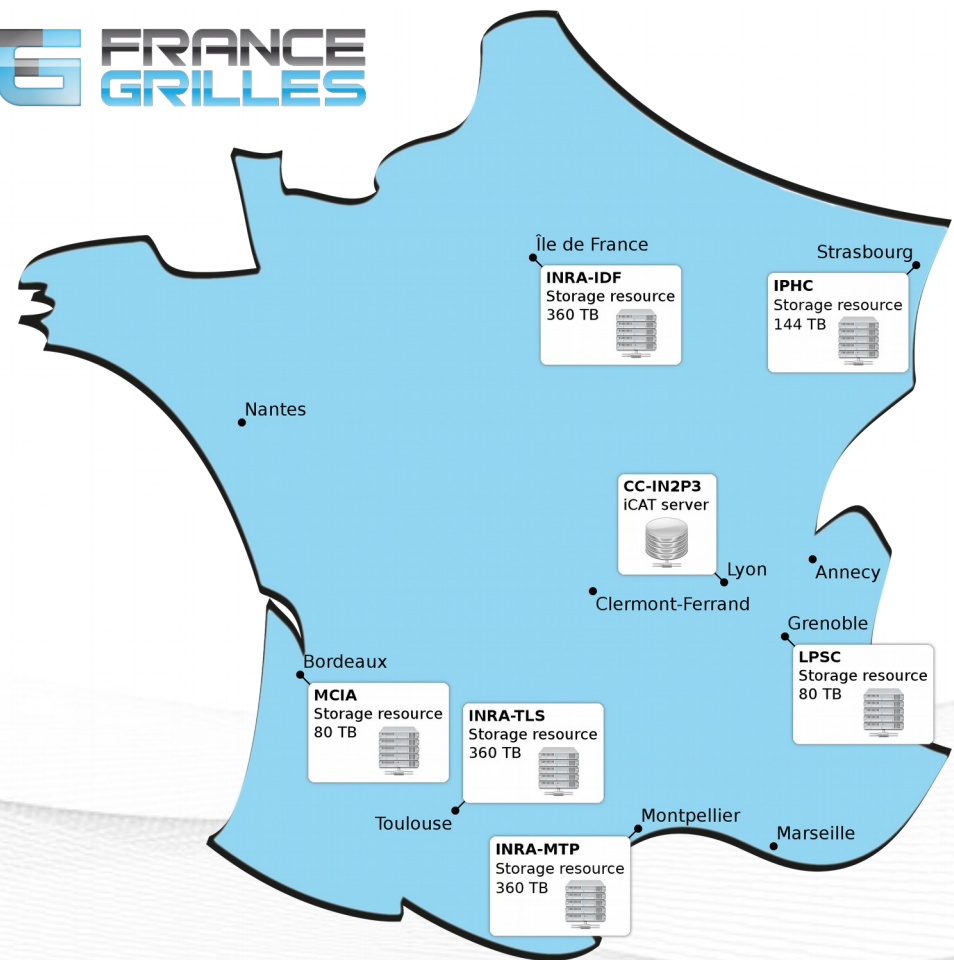 FRANCE
GRILLES
Île de France
INRA-IDF
Storage resource
360 TB
Strasbourg
IPHC
Storage resource
144 TB
Nantes
CC-IN2P3
iCAT server
Lyon
Annecy
Clermont-Ferrand
Grenoble
LPSC
Storage resource
80 TB
Bordeaux
MCIA
Storage resource
80 TB
INRA-TLS
Storage resource
360 TB
Toulouse
Montpellier
Marseille
INRA-MTP
Storage resource
360 TB